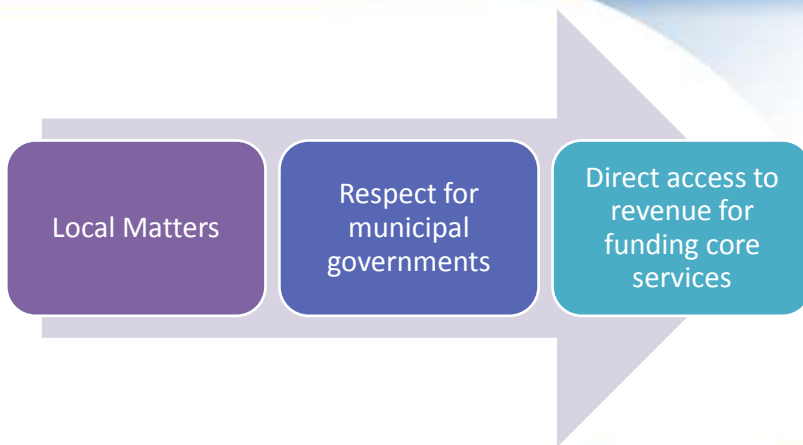 Local Matters
Respect for
municipal
governments
Direct access to
revenue for
funding core
services